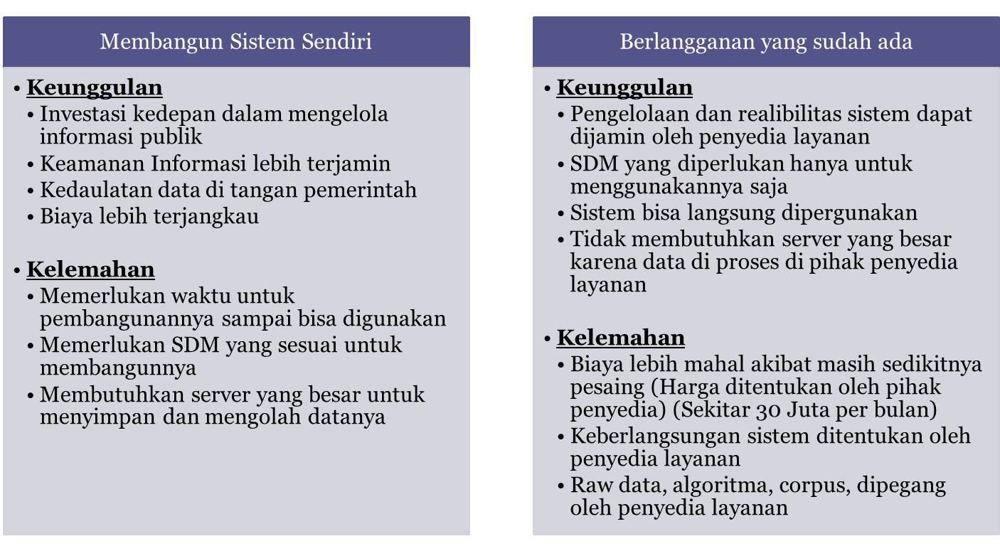 Membangun Sistem Sendiri
• Keunggulan
• Investasi kedepan dalam mengelola
informasi publik
• Keamanan Informasi lebih terjamin
• Kedaulatan data di tangan pemerintah
• Biaya lebih terjangkau
• Kelemahan
• Memerlukan waktu untuk
pembangunannya sampai bisa digunakan
• Memerlukan SDM yang sesuai untuk
membangunnya
• Membutuhkan server yang besar untuk
menyimpan dan mengolah datanya
Berlangganan yang sudah ada
• Keunggulan
• Pengelolaan dan realibilitas sistem dapat
dijamin oleh penyedia layanan
• SDM yang diperlukan hanya untuk
menggunakannya saja
• Sistem bisa langsung dipergunakan
• Tidak membutuhkan server yang besar
karena data di proses di pihak penyedia
layanan
• Kelemahan
• Biaya lebih mahal akibat masih sedikitnya
pesaing (Harga ditentukan oleh pihak
penyedia) (Sekitar 30 Juta per bulan)
• Keberlangsungan sistem ditentukan oleh
penyedia layanan
• Raw data, algoritma, corpus, dipegang
oleh penyedia layanan